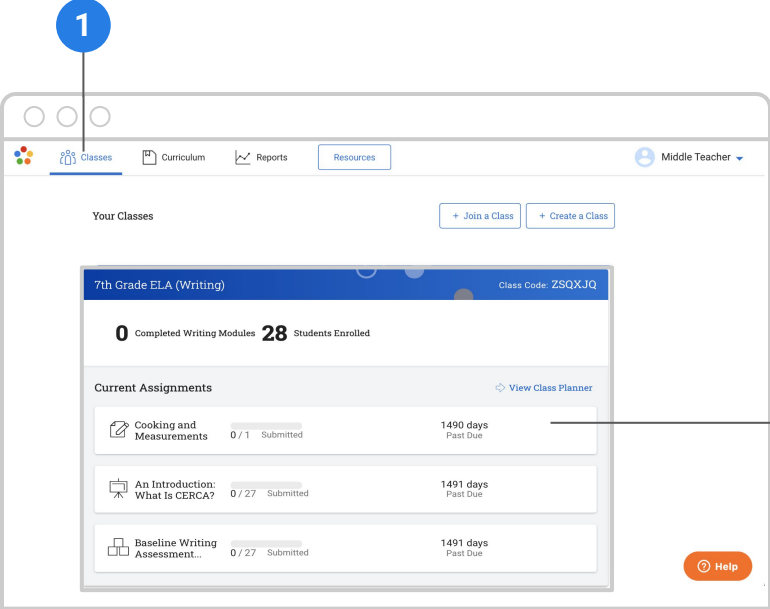 1
Classes Curriculum Reports Resources Middle Teacher
Your Classes + Join a Class + Create a Class
7th Grade ELA (Writing) Class Code: ZSQXJQ
0 Completed Writing Modules 28 Students Enrolled
Current Assignments View Class Planner
Cooking and
Measurements 0 / 1 Submitted 1490 days
Past Due
An Introduction:
What Is CERCA? 0 / 27 Submitted 1491 days
Past Due
Baseline Writing
Assessment... 0 / 27 Submitted 1491 days
Past Due
? Help